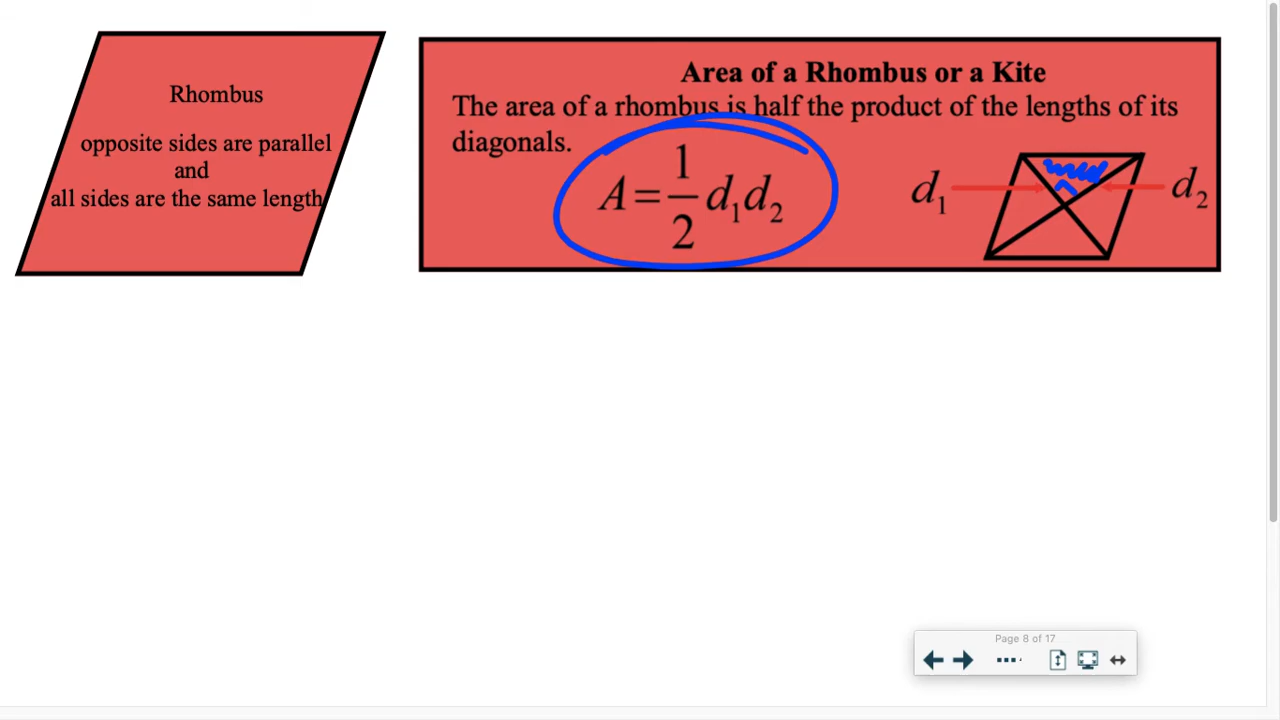 Rhombus
opposite sides are parallel
and
all sides are the same length
Area of a Rhombus or a Kite
The area of a rhombus is half the product of the lengths of its
diagonals.
A = 1/2 d₁d₂
d₁
d₂
Page 8 of 17